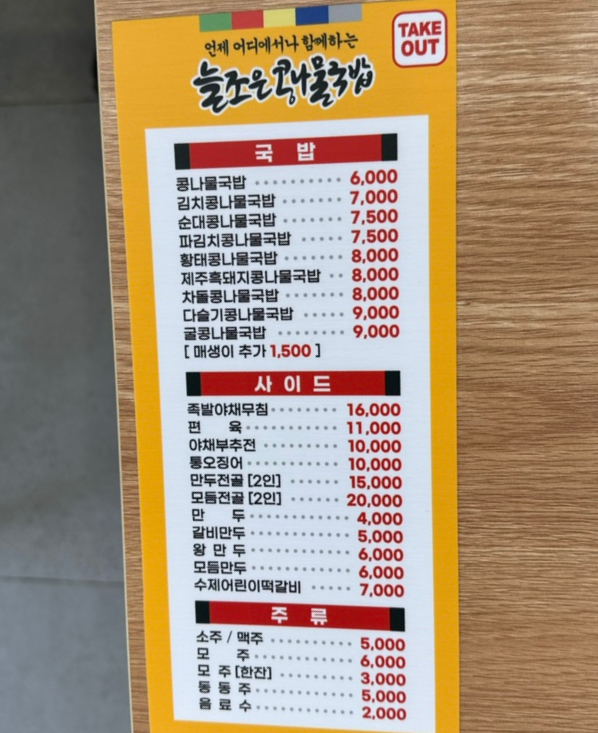 언제 어디에서나 함께하는
늘조은 콩나물국밥
TAKE
OUT
국 밥
콩나물국밥 6,000
김치콩나물국밥 7,000
순대콩나물국밥 7,500
파김치콩나물국밥 7,500
황태콩나물국밥 8,000
제주흑돼지콩나물국밥 8,000
차돌콩나물국밥 8,000
다슬기콩나물국밥 9,000
굴콩나물국밥 9,000
[ 매생이 추가 1,500 ]
사 이 드
족발야채무침 16,000
편 육 11,000
야채부추전 10,000
통오징어 10,000
만두전골 [2인] 15,000
모듬전골 [2인] 20,000
만 두 4,000
갈비만두 5,000
왕 만 두 6,000
모듬만두 6,000
수제어린이떡갈비 7,000
주 류
소주 / 맥주 5,000
모 주 6,000
모 주 [한잔] 3,000
동 동 주 5,000
음 료 수 2,000